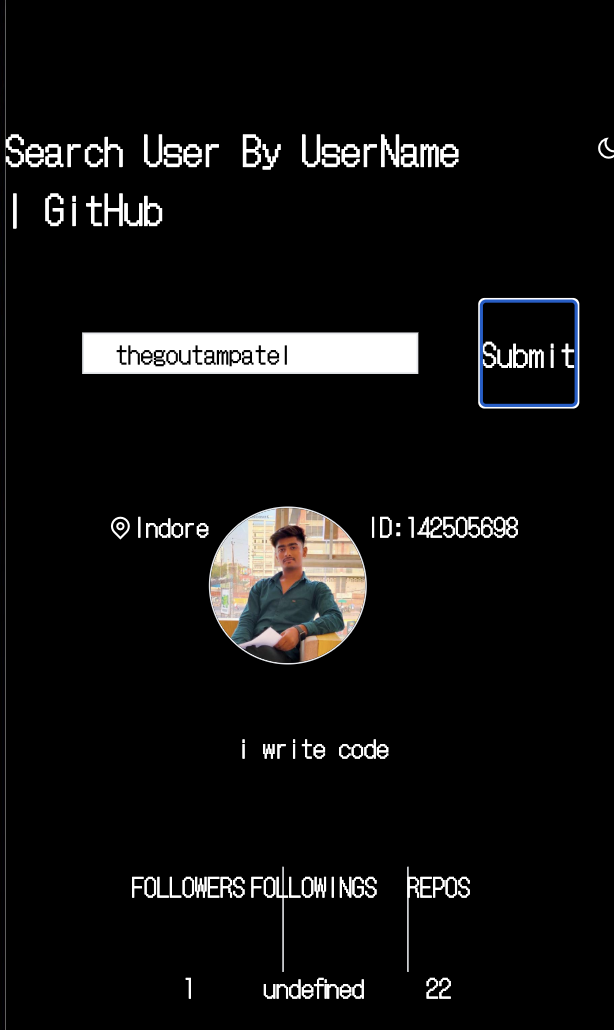 Search User By UserName
| GitHub
thegoutampatel
Submit
Indore
ID:142505698
i write code
FOLLOWERS FOLLOWINGS REPOS
1 undefined 22